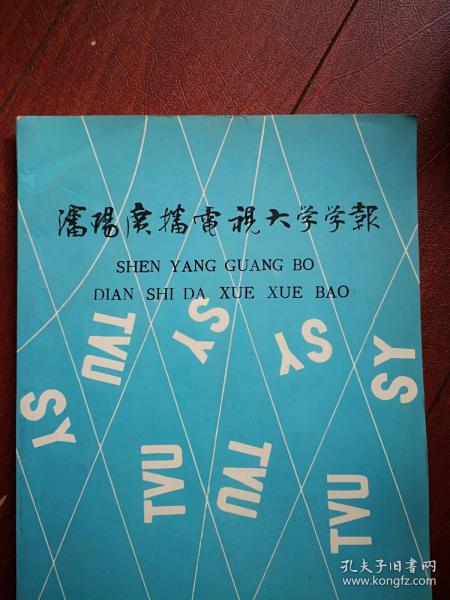 瀋陽廣播電視大学学報
SHEN YANG GUANG BO
DIAN SHI DA XUE XUE BAO
TVU
SY
SY
SY
SY
TVU
TVU
TVU
孔夫子旧书网
www.kongfz.com